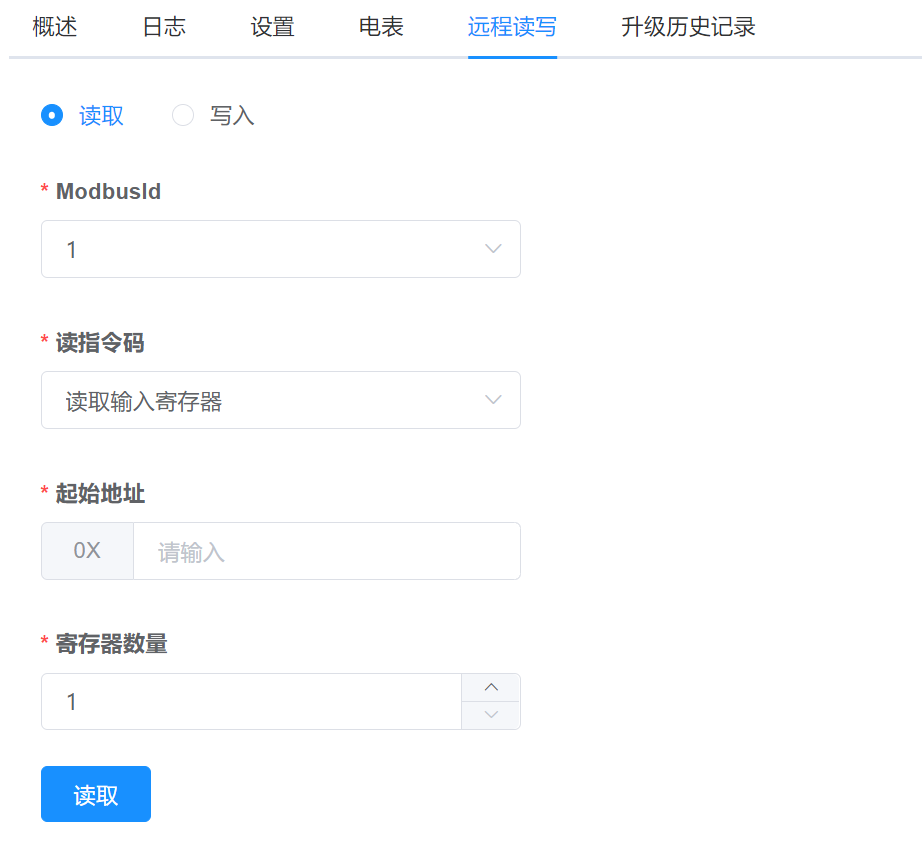 概述 日志 设置 电表 远程读写 升级历史记录
读取 写入
* ModbusId
1
* 读指令码
读取输入寄存器
* 起始地址
0X 请输入
* 寄存器数量
1
读取